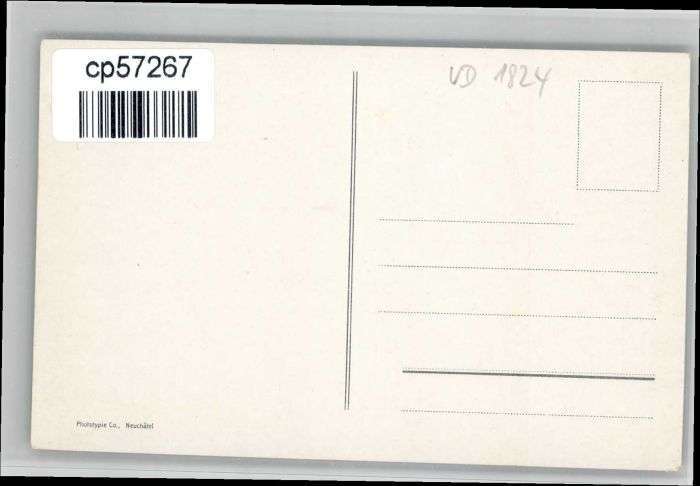 cp57267
VD 1824
Phototypie Co., Neuchâtel